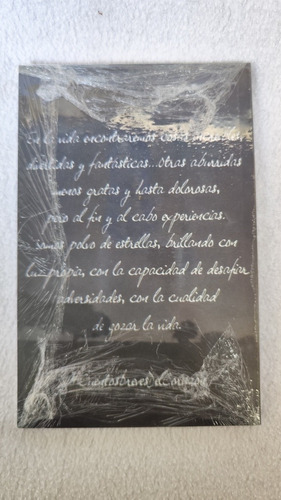 En la vida encontraremos cosas increíbles,
divertidas y fantásticas...Otras aburridas
menos gratas y hasta dolorosas,
pero al fin y al cabo experiencias.
Somos polvo de estrellas, brillando con
luz propia, con la capacidad de desafiar
adversidades, con la cualidad
de gozar la vida.